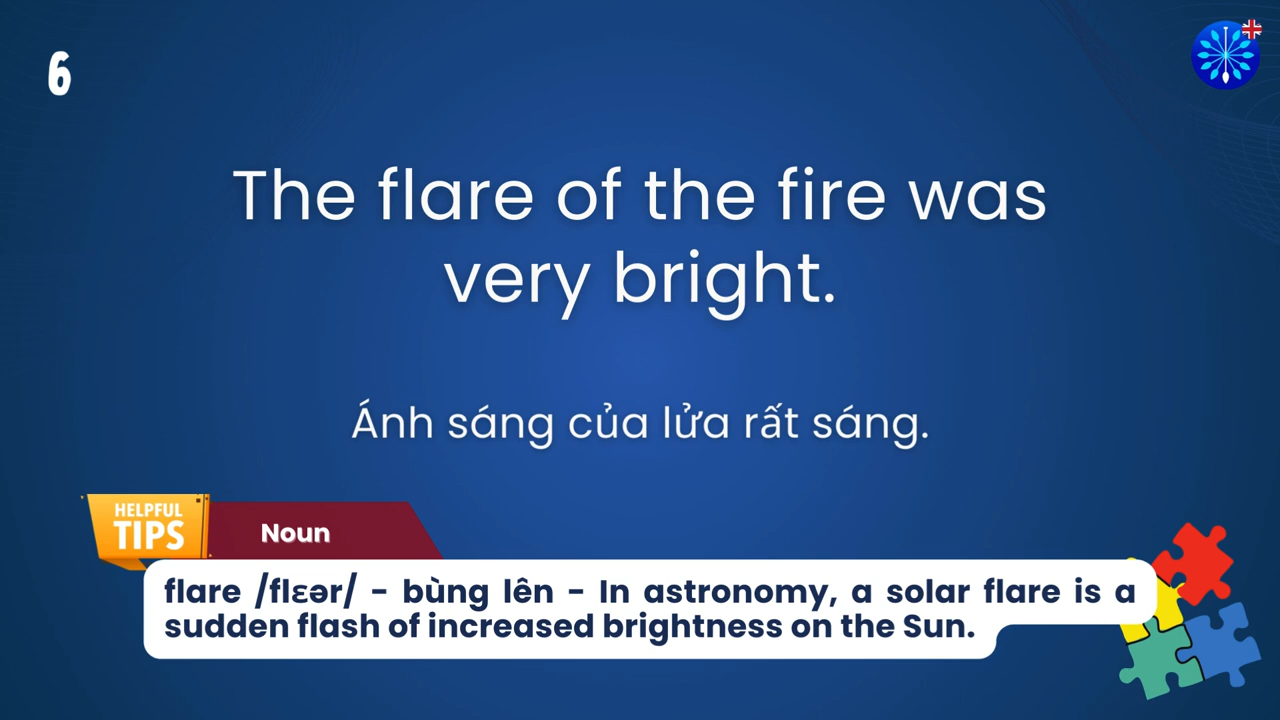 6
The flare of the fire was
very bright.
Ánh sáng của lửa rất sáng.
HELPFUL
TIPS
Noun
flare /flɛər/ - bùng lên - In astronomy, a solar flare is a
sudden flash of increased brightness on the Sun.